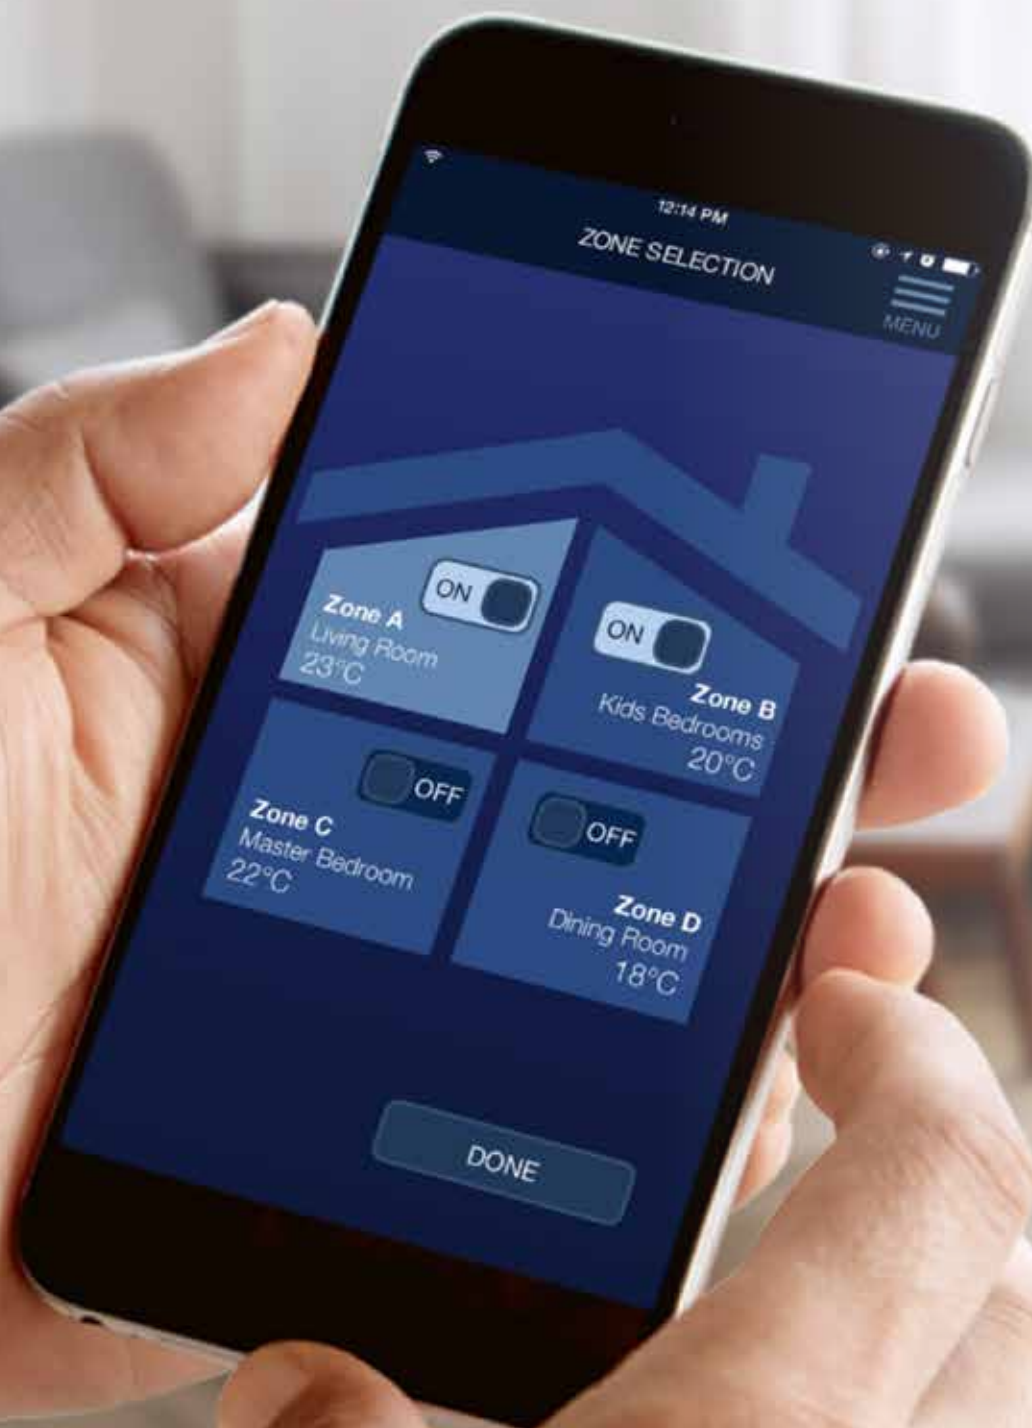 12:14 PM
ZONE SELECTION
MENU
ON
Zone A
Living Room
23°C
ON
Zone B
Kids Bedrooms
20°C
OFF
Zone C
Master Bedroom
22°C
OFF
Zone D
Dining Room
18°C
DONE